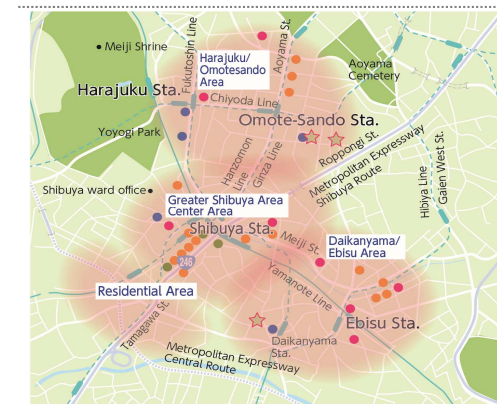 Meiji Shrine
Fukutoshin Line
Aoyama St.
Harajuku/
Omotesando
Area
Aoyama
Cemetery
Harajuku Sta.
Chiyoda Line
Omote-Sando Sta.
Yoyogi Park
Hanzomon
Line
Ginza Line
Roppongi St.
Metropolitan Expressway
Shibuya Route
Hibiya Line
Gaien West St.
Shibuya ward office
Greater Shibuya Area
Center Area
Shibuya Sta.
Meiji St.
Daikanyama/
Ebisu Area
246
Yamanote Line
Residential Area
Tamagawa St.
Ebisu Sta.
Daikanyama
Sta.
Metropolitan Expressway
Central Route